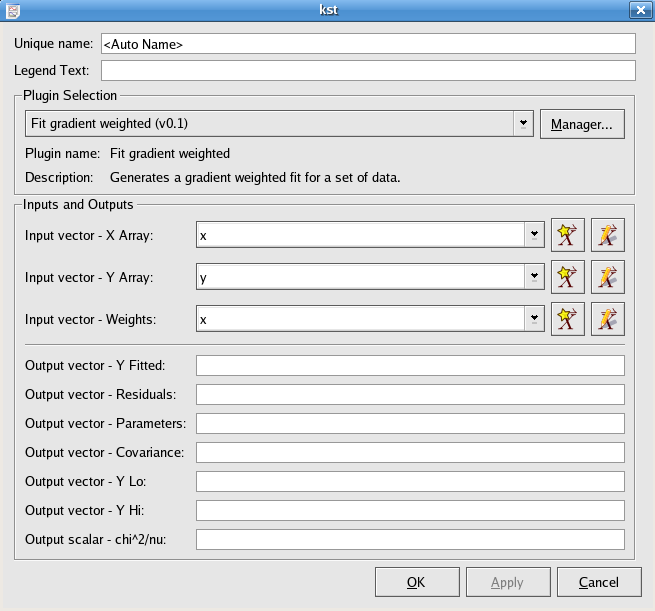 kst
Unique name: <Auto Name>
Legend Text:
Plugin Selection
Fit gradient weighted (v0.1) Manager...
Plugin name: Fit gradient weighted
Description: Generates a gradient weighted fit for a set of data.
Inputs and Outputs
Input vector - X Array: x
Input vector - Y Array: y
Input vector - Weights: x
Output vector - Y Fitted:
Output vector - Residuals:
Output vector - Parameters:
Output vector - Covariance:
Output vector - Y Lo:
Output vector - Y Hi:
Output scalar - chi^2/nu:
OK Apply Cancel